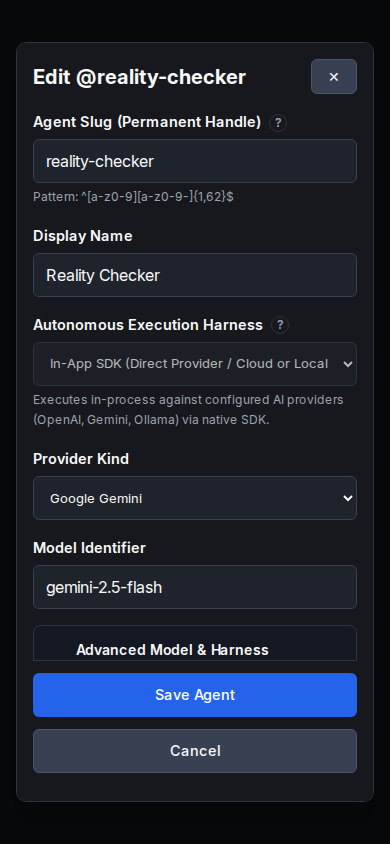 Edit @reality-checker
✕
Agent Slug (Permanent Handle) ?
reality-checker
Pattern: ^[a-z0-9][a-z0-9-]{1,62}$
Display Name
Reality Checker
Autonomous Execution Harness ?
In-App SDK (Direct Provider / Cloud or Local
Executes in-process against configured AI providers
(OpenAI, Gemini, Ollama) via native SDK.
Provider Kind
Google Gemini
Model Identifier
gemini-2.5-flash
Advanced Model & Harness
Save Agent
Cancel